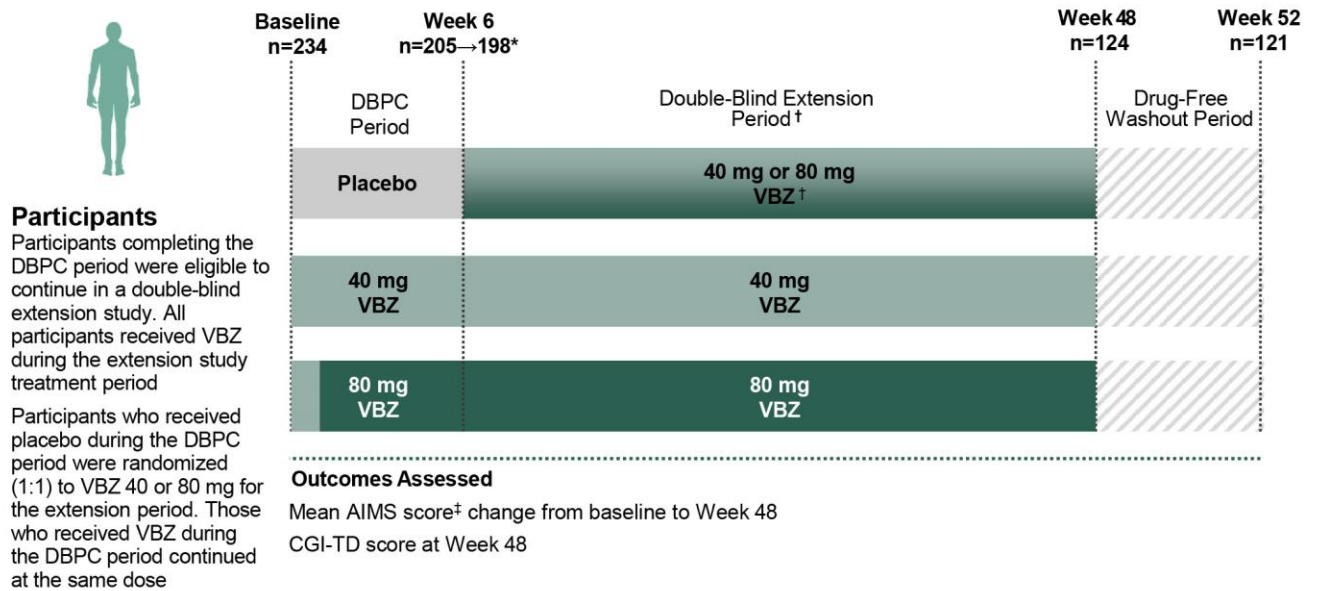 Baseline
n=234
Week 6
n=205→198*
Week 48
n=124
Week 52
n=121
DBPC
Period
Double-Blind Extension
Period†
Drug-Free
Washout Period
Placebo
40 mg or 80 mg
VBZ†
40 mg
VBZ
40 mg
VBZ
80 mg
VBZ
80 mg
VBZ
Participants
Participants completing the
DBPC period were eligible to
continue in a double-blind
extension study. All
participants received VBZ
during the extension study
treatment period
Participants who received
placebo during the DBPC
period were randomized
(1:1) to VBZ 40 or 80 mg for
the extension period. Those
who received VBZ during
the DBPC period continued
at the same dose
Outcomes Assessed
Mean AIMS score‡ change from baseline to Week 48
CGI-TD score at Week 48